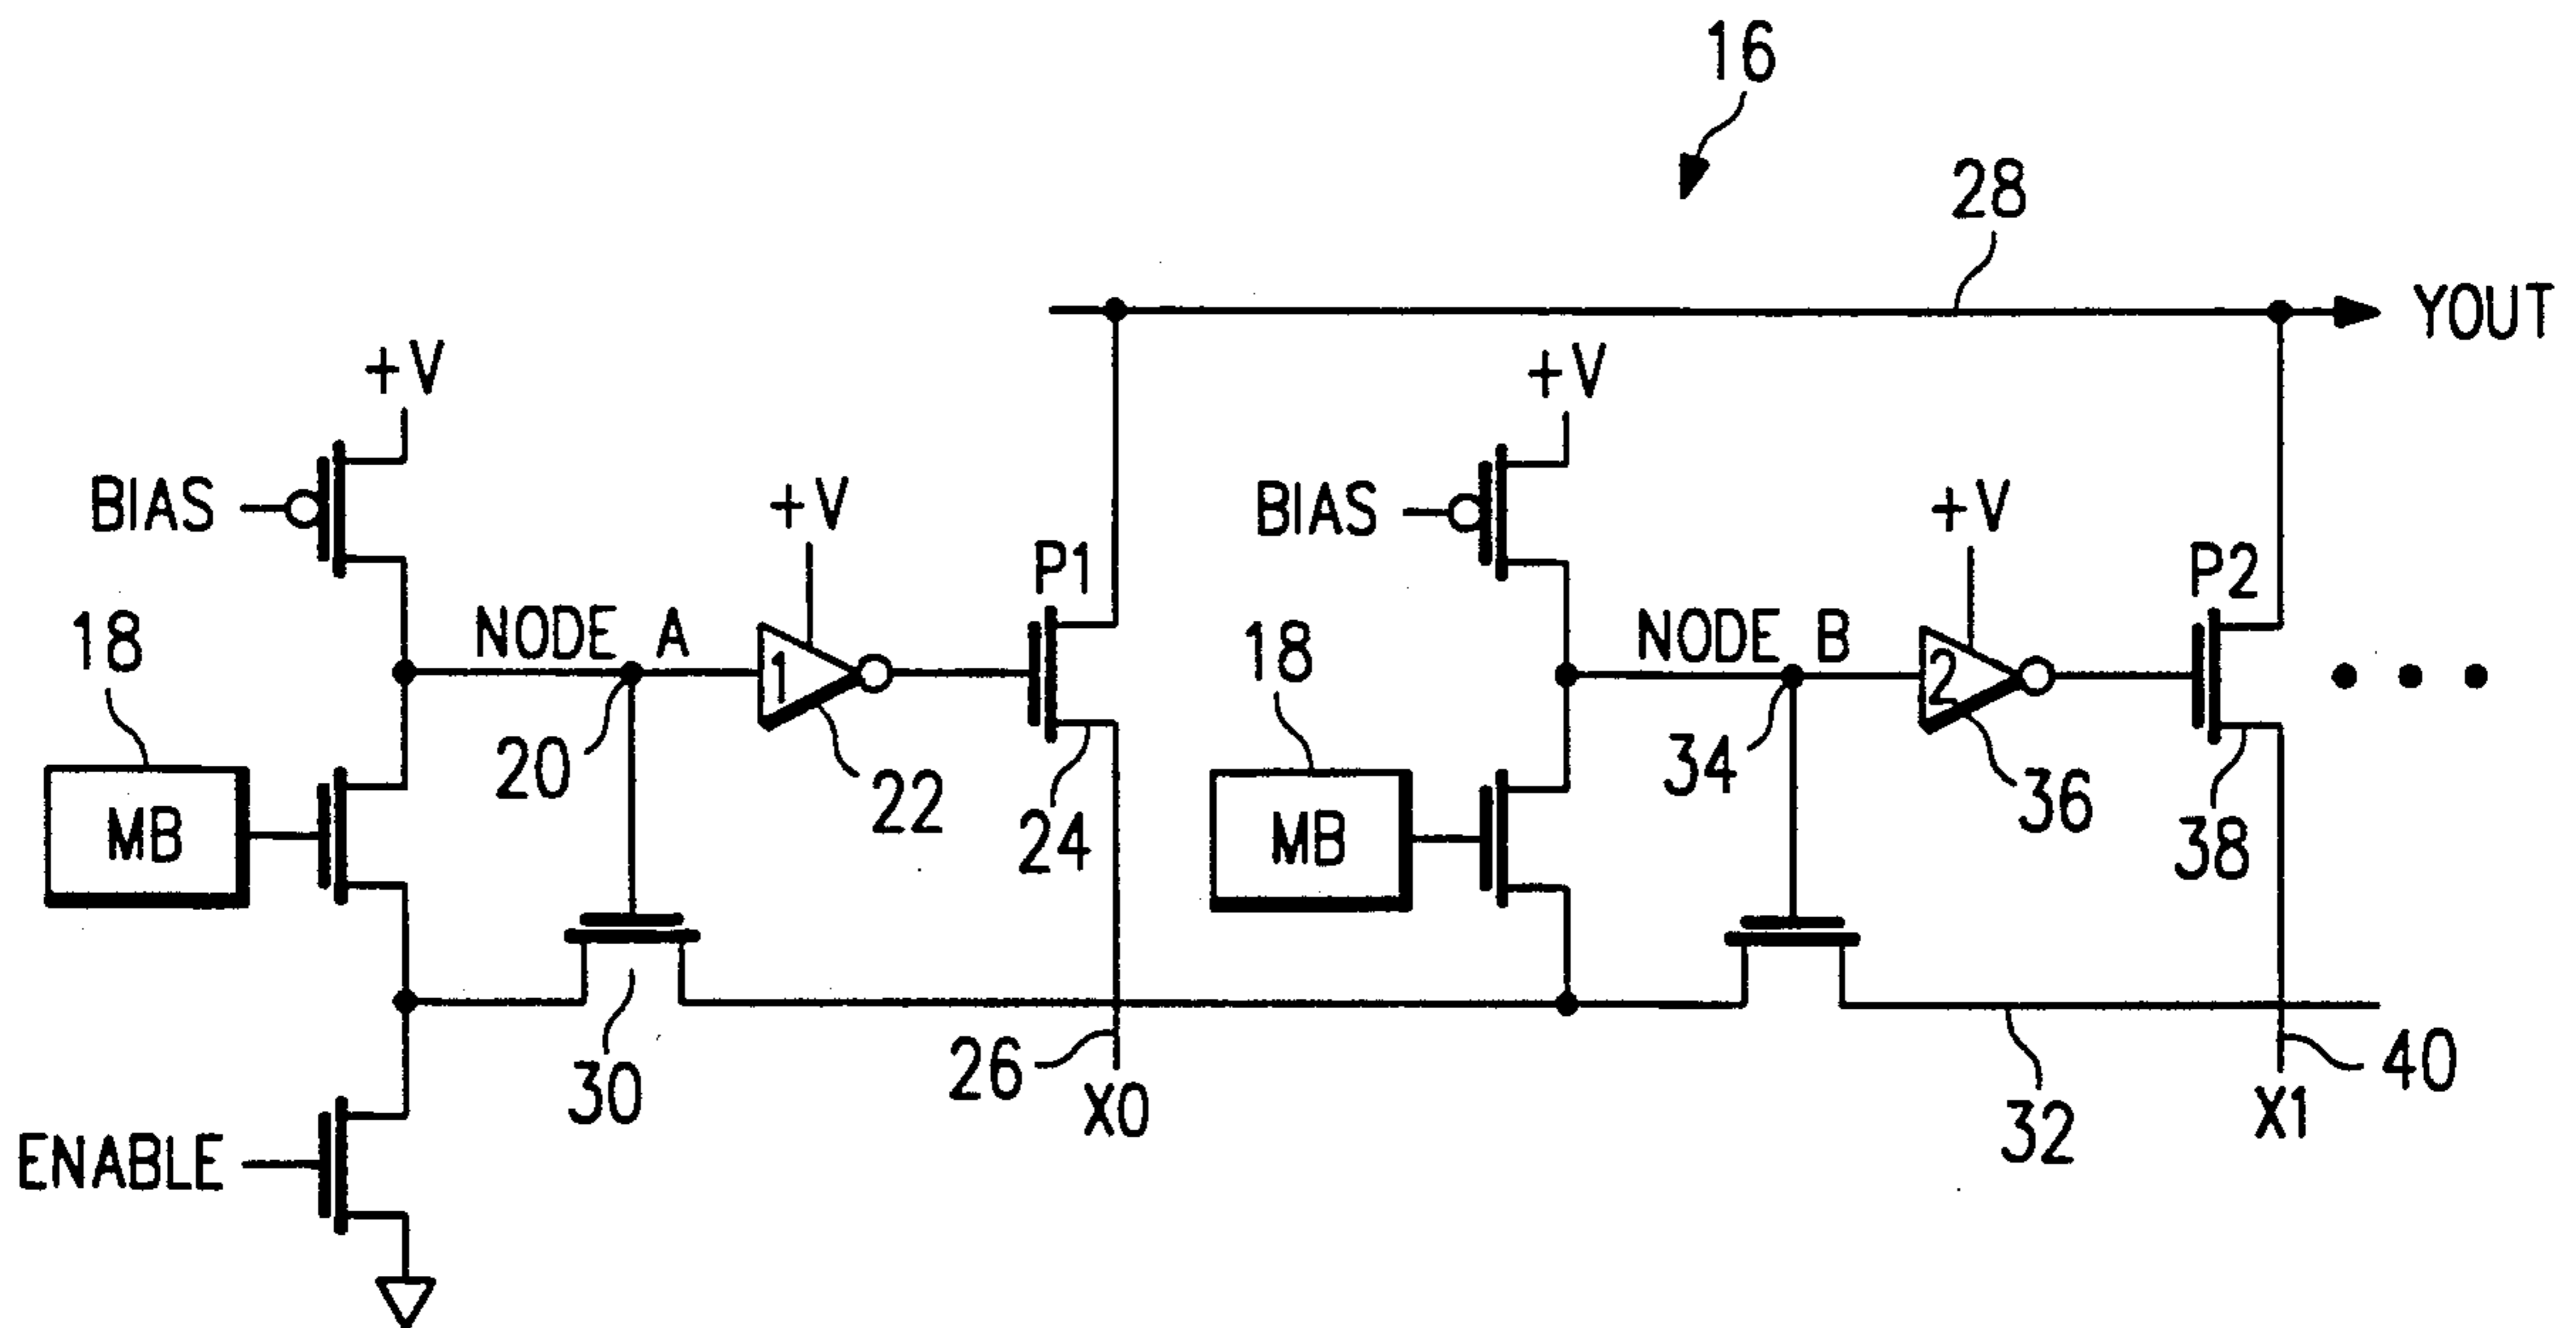 16
28
YOUT
+V
+V
BIAS
+V
BIAS
+V
P1
P2
18
NODE A
1
18
NODE B
2
20
22
34
36
MB
24
MB
38
30
26
X0
32
40
X1
ENABLE